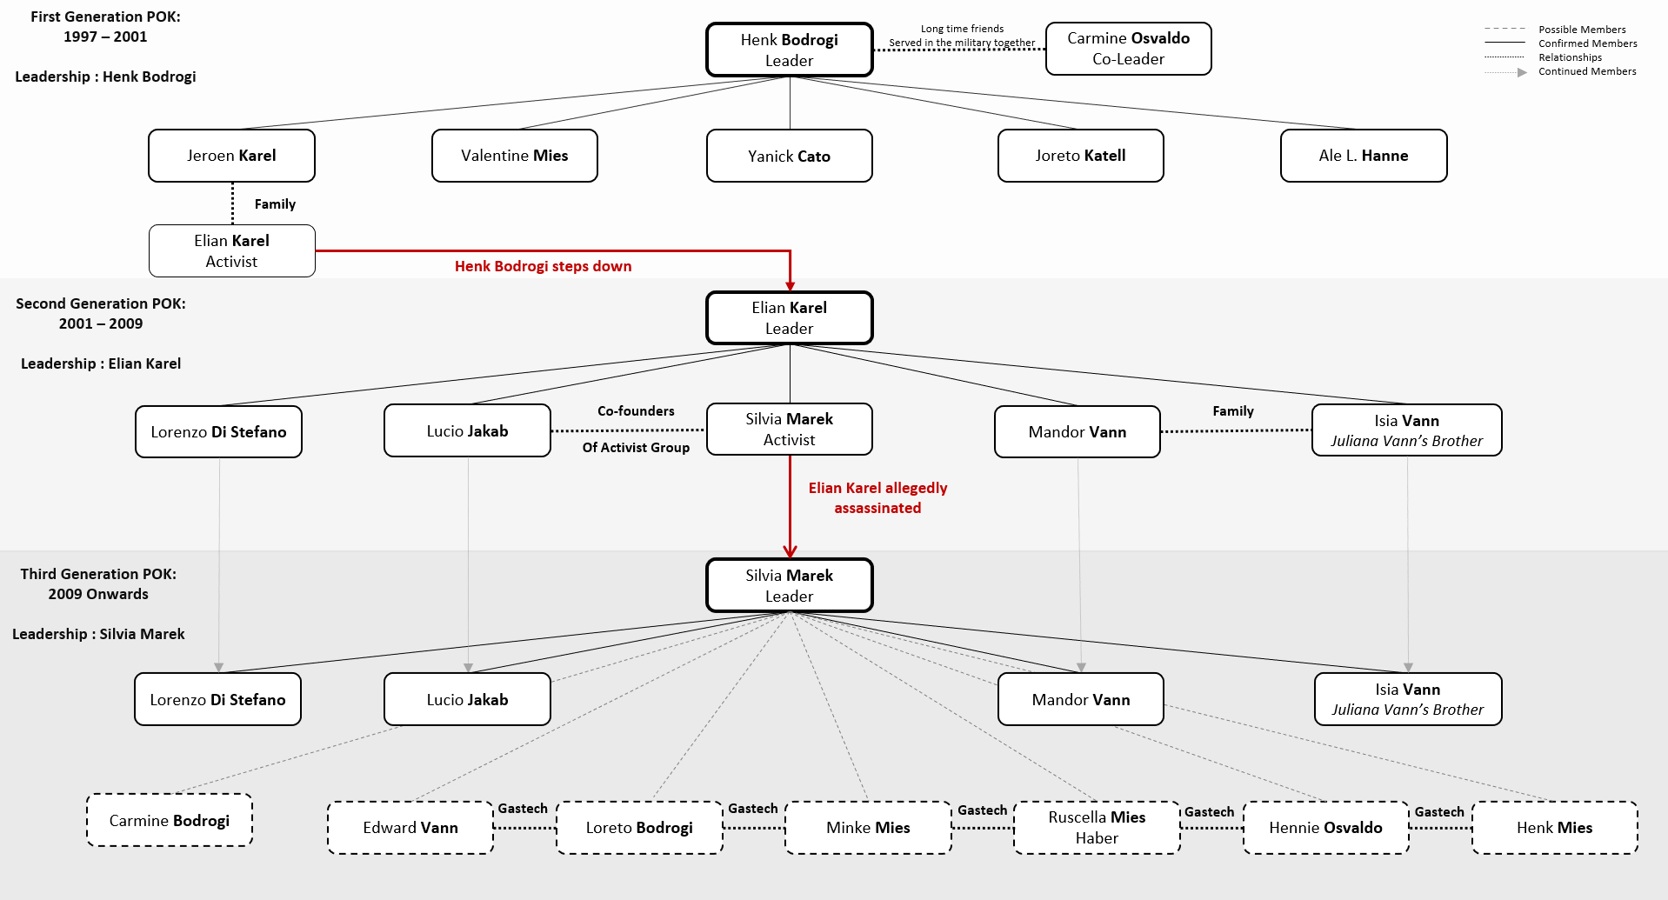 First Generation POK:
1997 – 2001
Leadership : Henk Bodrogi
Henk Bodrogi
Leader
Long time friends
Served in the military together
Carmine Osvaldo
Co-Leader
Possible Members
Confirmed Members
Relationships
Continued Members
Jeroen Karel
Valentine Mies
Yanick Cato
Joreto Katell
Ale L. Hanne
Family
Elian Karel
Activist
Henk Bodrogi steps down
Second Generation POK:
2001 – 2009
Leadership : Elian Karel
Elian Karel
Leader
Lorenzo Di Stefano
Lucio Jakab
Co-founders
Of Activist Group
Silvia Marek
Activist
Mandor Vann
Family
Isia Vann
Juliana Vann's Brother
Elian Karel allegedly
assassinated
Third Generation POK:
2009 Onwards
Leadership : Silvia Marek
Silvia Marek
Leader
Lorenzo Di Stefano
Lucio Jakab
Mandor Vann
Isia Vann
Juliana Vann's Brother
Carmine Bodrogi
Edward Vann
Gastech
Loreto Bodrogi
Gastech
Minke Mies
Gastech
Ruscella Mies
Haber
Gastech
Hennie Osvaldo
Gastech
Henk Mies